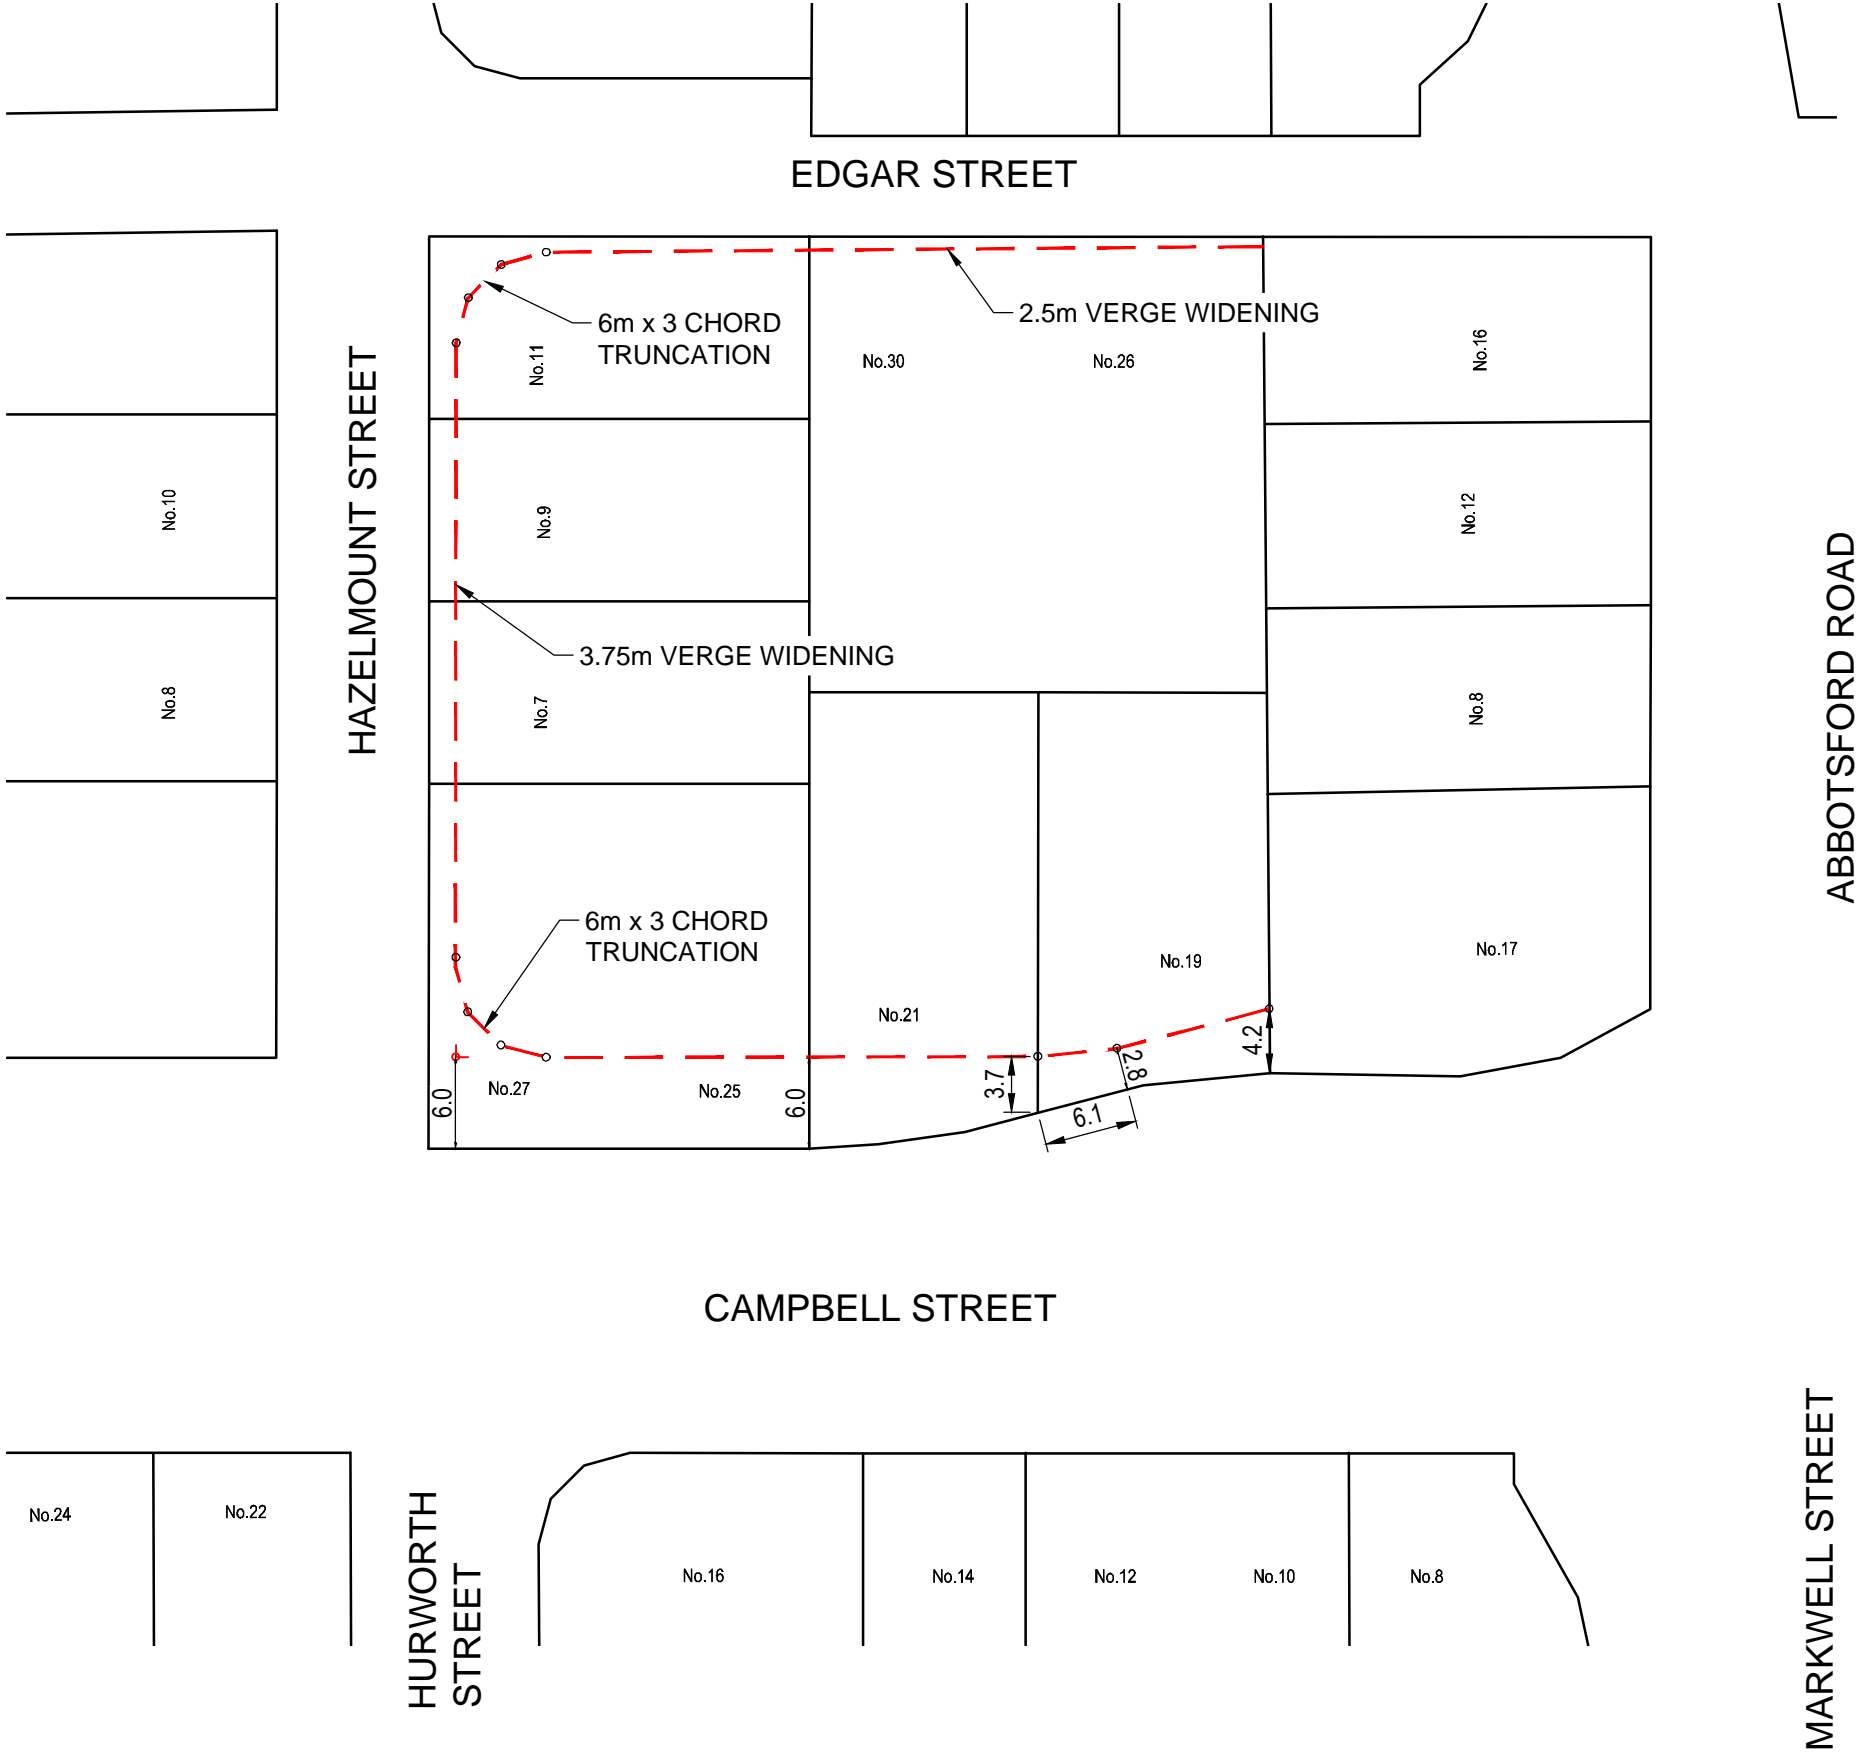 EDGAR STREET
6m x 3 CHORD
TRUNCATION
2.5m VERGE WIDENING
No.11
No.30
No.26
No.16
HAZELMOUNT STREET
No.10
No.9
No.12
ABBOTSFORD ROAD
3.75m VERGE WIDENING
No.8
No.7
No.8
6m x 3 CHORD
TRUNCATION
No.19
No.17
No.21
4.2
2.8
3.7
6.1
6.0
No.27
No.25
6.0
CAMPBELL STREET
No.24
No.22
HURWORTH
STREET
No.16
No.14
No.12
No.10
No.8
MARKWELL STREET